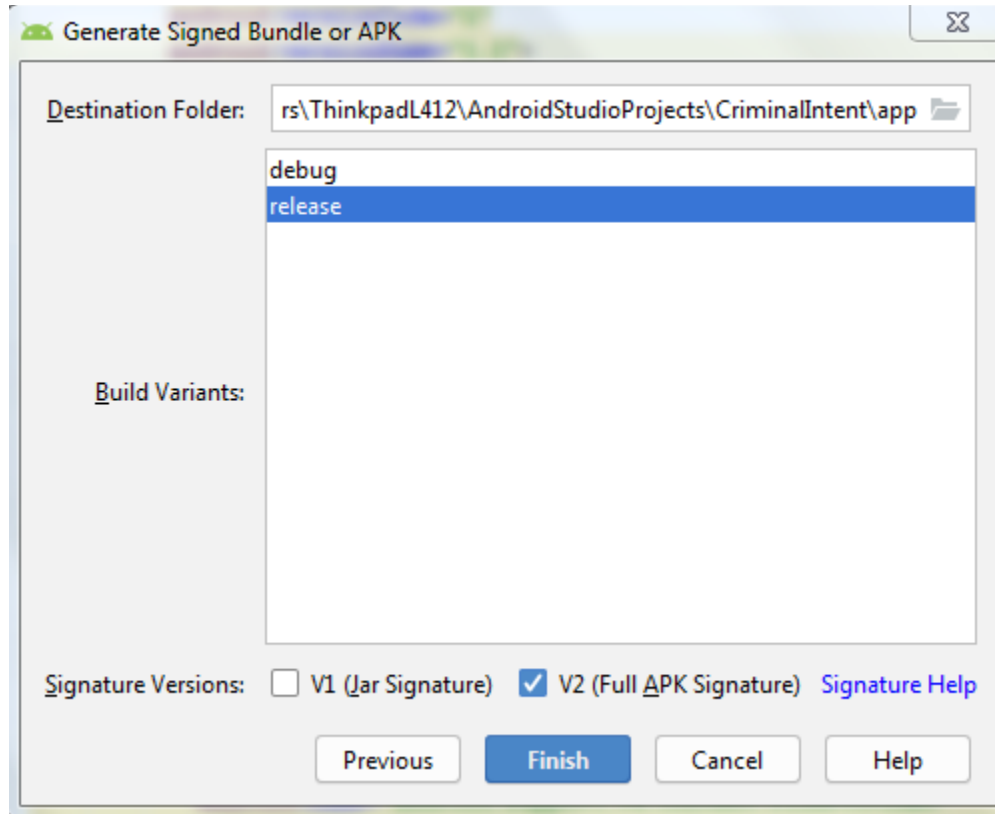 Generate Signed Bundle or APK
Destination Folder: rs\ThinkpadL412\AndroidStudioProjects\CriminalIntent\app
debug
release
Build Variants:
Signature Versions: V1 (Jar Signature) V2 (Full APK Signature) Signature Help
Previous Finish Cancel Help